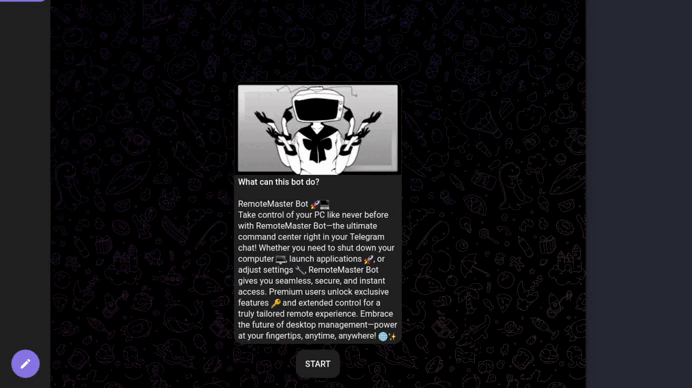 What can this bot do?
RemoteMaster Bot 🚀💻
Take control of your PC like never before
with RemoteMaster Bot—the ultimate
command center right in your Telegram
chat! Whether you need to shut down your
computer 🖥️, launch applications 🚀, or
adjust settings 🔧, RemoteMaster Bot
gives you seamless, secure, and instant
access. Premium users unlock exclusive
features 🔑 and extended control for a
truly tailored remote experience. Embrace
the future of desktop management—power
at your fingertips, anytime, anywhere! 🌐✨
START